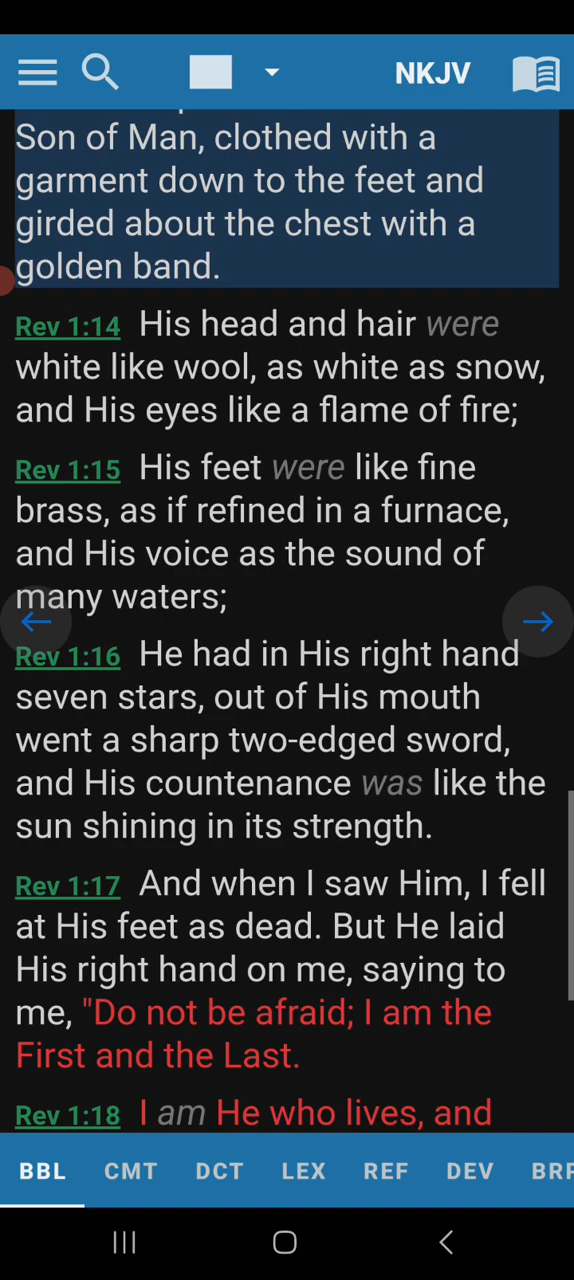 NKJV
Son of Man, clothed with a
garment down to the feet and
girded about the chest with a
golden band.
Rev 1:14 His head and hair were
white like wool, as white as snow,
and His eyes like a flame of fire;
Rev 1:15 His feet were like fine
brass, as if refined in a furnace,
and His voice as the sound of
many waters;
Rev 1:16 He had in His right hand
seven stars, out of His mouth
went a sharp two-edged sword,
and His countenance was like the
sun shining in its strength.
Rev 1:17 And when I saw Him, I fell
at His feet as dead. But He laid
His right hand on me, saying to
me, "Do not be afraid; I am the
First and the Last.
Rev 1:18 I am He who lives, and
BBL CMT DCT LEX REF DEV BRP